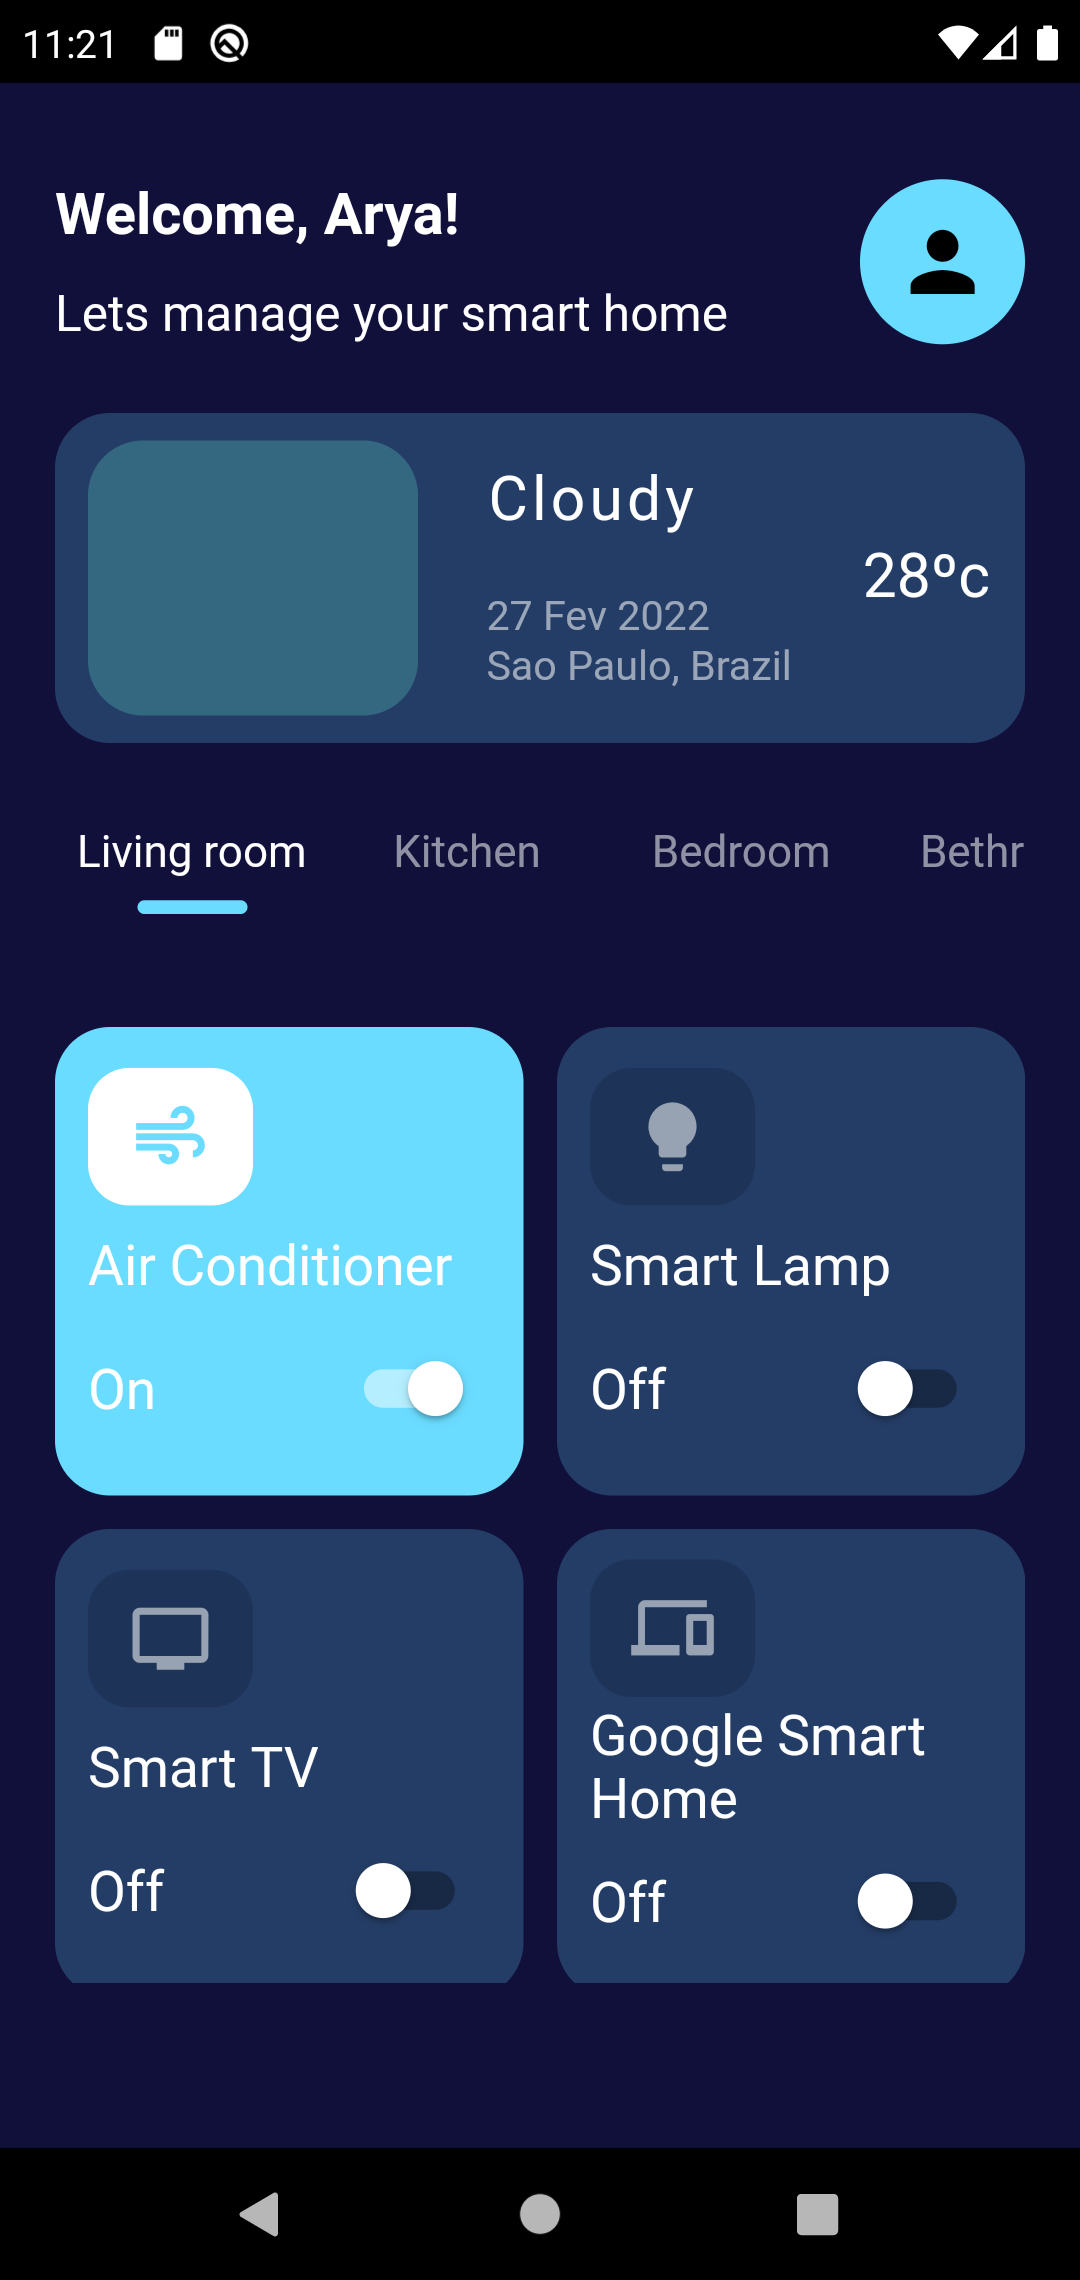 11:21
Welcome, Arya!
Lets manage your smart home
Cloudy
28ºc
27 Fev 2022
Sao Paulo, Brazil
Living room
Kitchen
Bedroom
Bethr
Air Conditioner
On
Smart Lamp
Off
Smart TV
Off
Google Smart
Home
Off